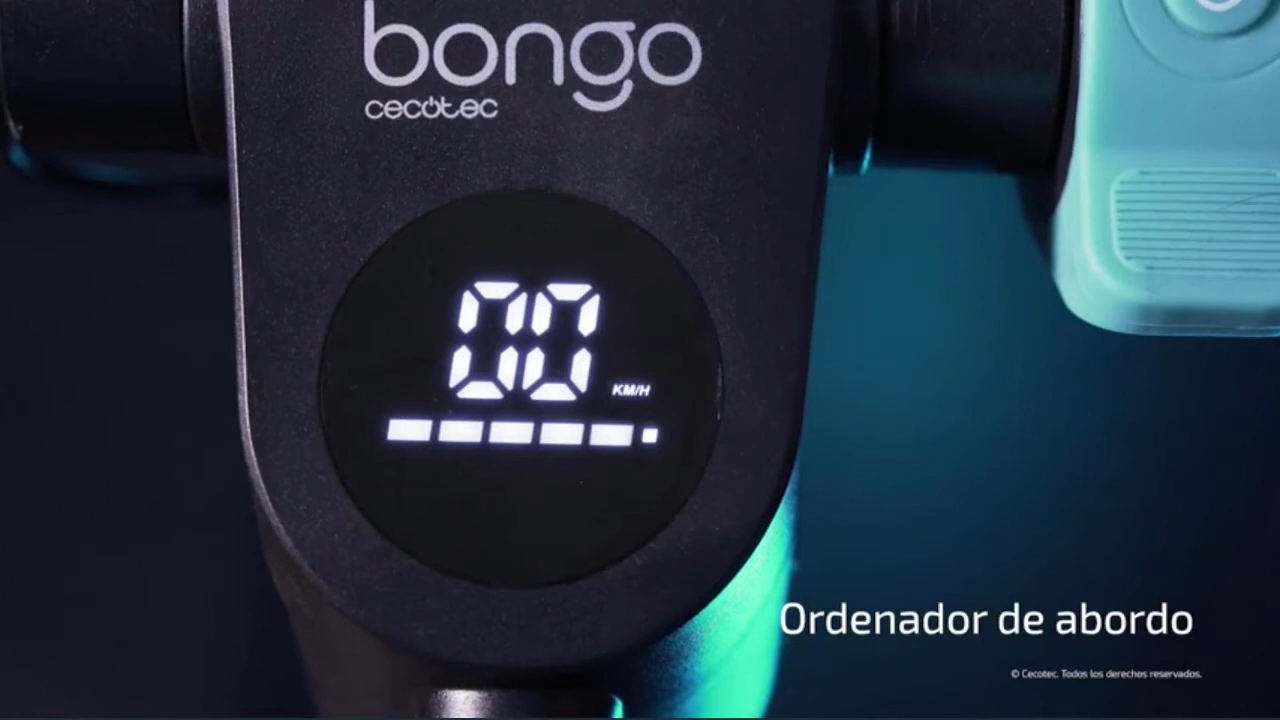 bongo
cecotec
00
KM/H
Ordenador de abordo
© Cecotec. Todos los derechos reservados.